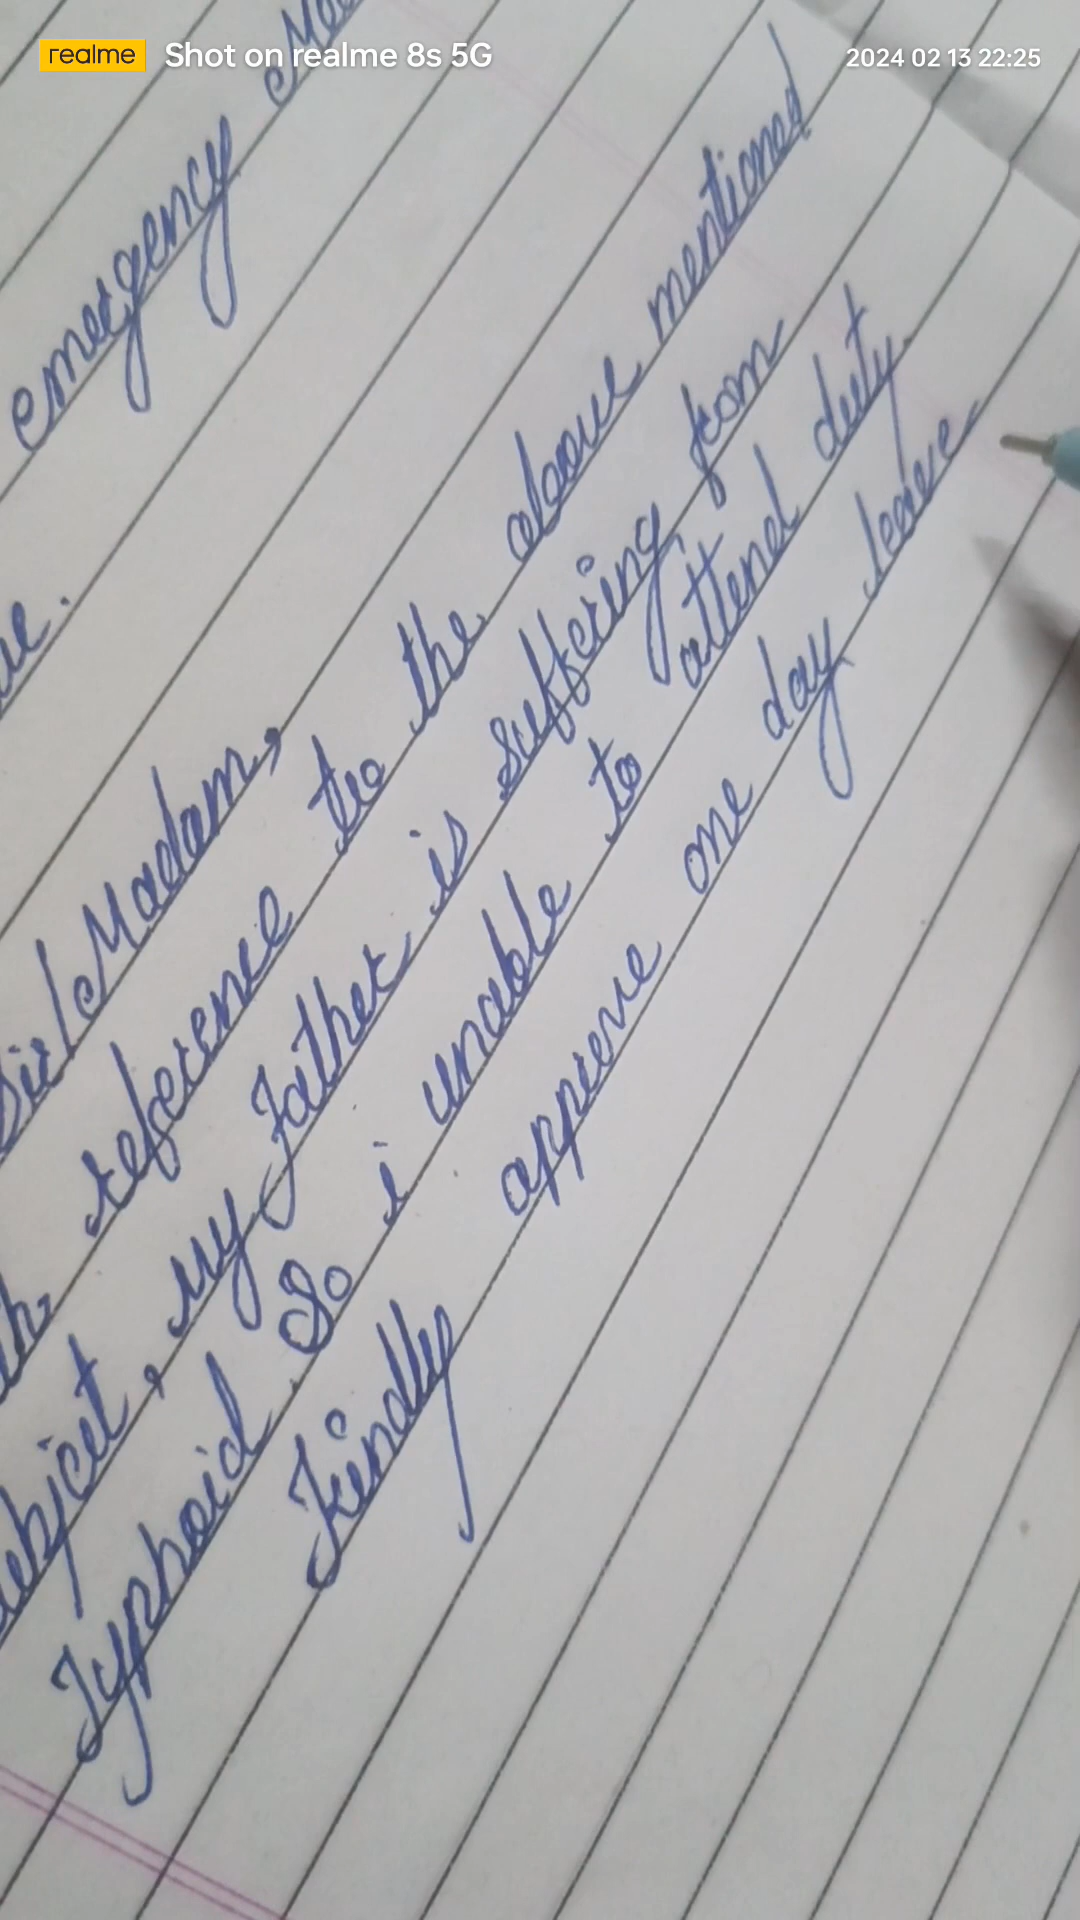 realme Shot on realme 8s 5G
2024 02 13 22:25
emergency
Sir/Madam,
reference to the above mentioned
subject, my Father is suffering from
Typhoid. So i unable to attend duty.
Kindly approve one day leave